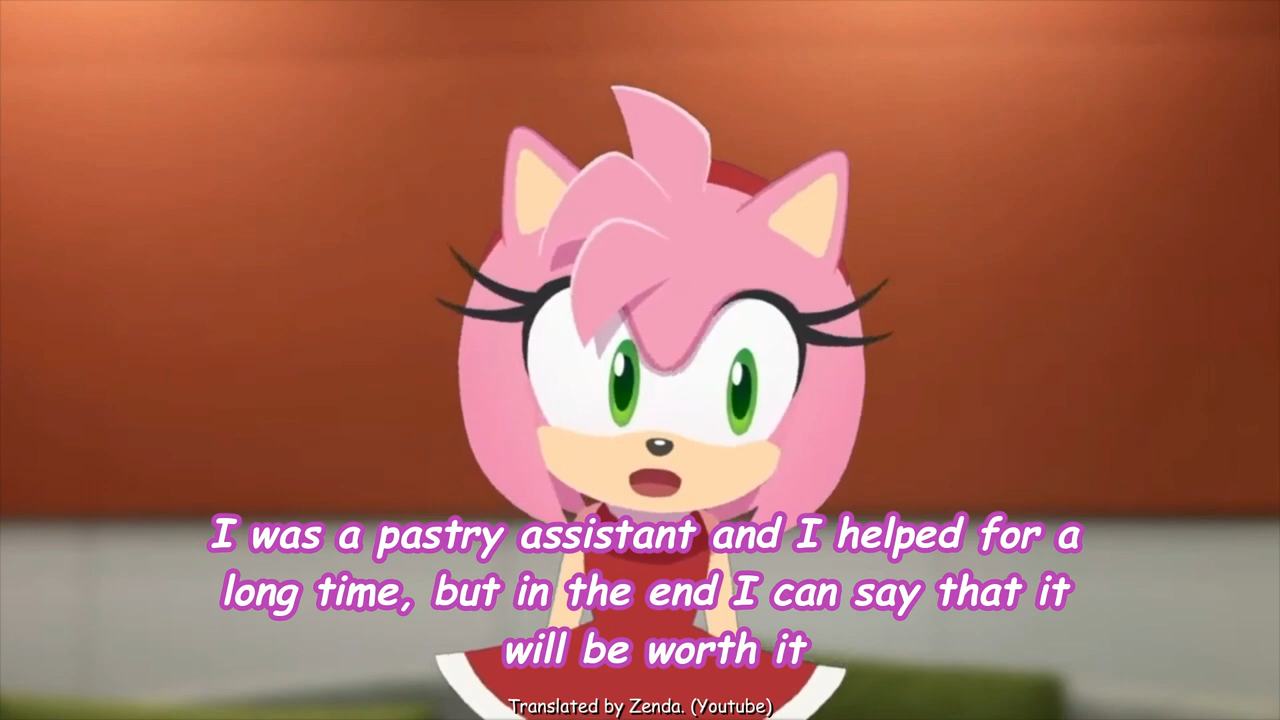 I was a pastry assistant and I helped for a
long time, but in the end I can say that it
will be worth it
Translated by Zenda. (Youtube)